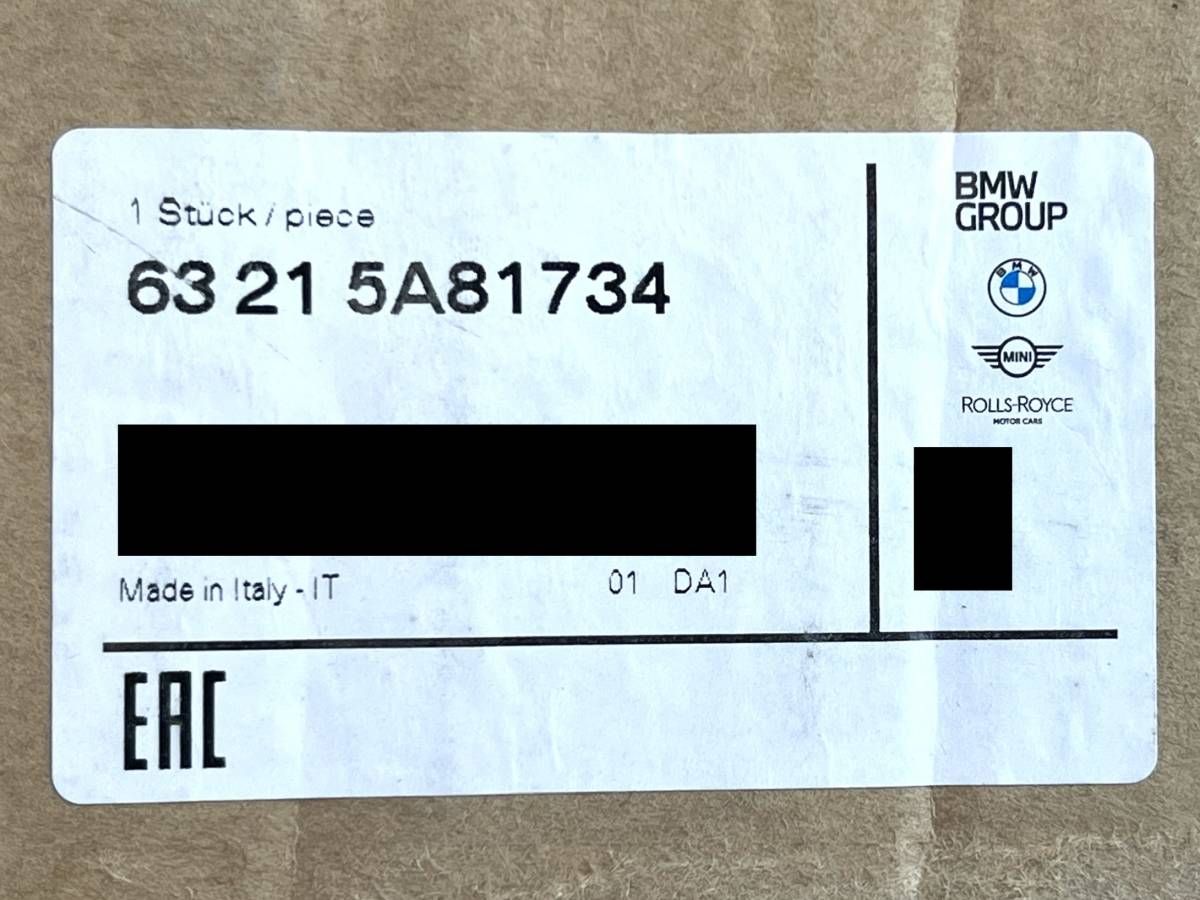 1 Stück / piece
63 21 5A81734
Made in Italy - IT
01 DA1
EAC
BMW
GROUP
BMW
MINI
ROLLS-ROYCE
MOTOR CARS